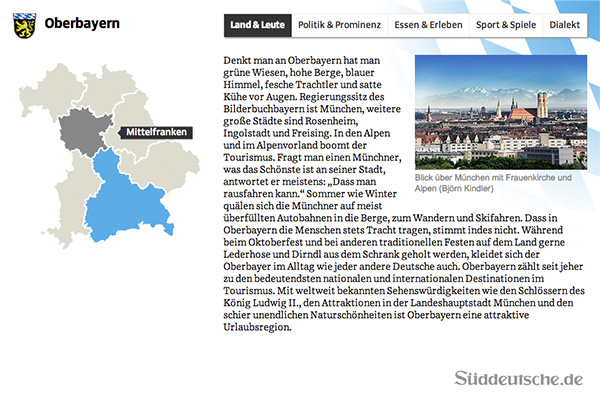 Oberbayern
Land & Leute
Politik & Prominenz
Essen & Erleben
Sport & Spiele
Dialekt
Mittelfranken
Denkt man an Oberbayern hat man
grüne Wiesen, hohe Berge, blauer
Himmel, fesche Trachtler und satte
Kühe vor Augen. Regierungssitz des
Bilderbuchbayern ist München, weitere
große Städte sind Rosenheim,
Ingolstadt und Freising. In den Alpen
und im Alpenvorland boomt der
Tourismus. Fragt man einen Münchner,
was das Schönste ist an seiner Stadt,
antwortet er meistens: „Dass man
rausfahren kann.“ Sommer wie Winter
quälen sich die Münchner auf meist
überfüllten Autobahnen in die Berge, zum Wandern und Skifahren. Dass in
Oberbayern die Menschen stets Tracht tragen, stimmt indes nicht. Während
beim Oktoberfest und bei anderen traditionellen Festen auf dem Land gerne
Lederhose und Dirndl aus dem Schrank geholt werden, kleidet sich der
Oberbayer im Alltag wie jeder andere Deutsche auch. Oberbayern zählt seit jeher
zu den bedeutendsten nationalen und internationalen Destinationen im
Tourismus. Mit weltweit bekannten Sehenswürdigkeiten wie den Schlössern des
König Ludwig II., den Attraktionen in der Landeshauptstadt München und den
schier unendlichen Naturschönheiten ist Oberbayern eine attraktive
Urlaubsregion.
Blick über München mit Frauenkirche und
Alpen (Björn Kindler)
Süddeutsche.de